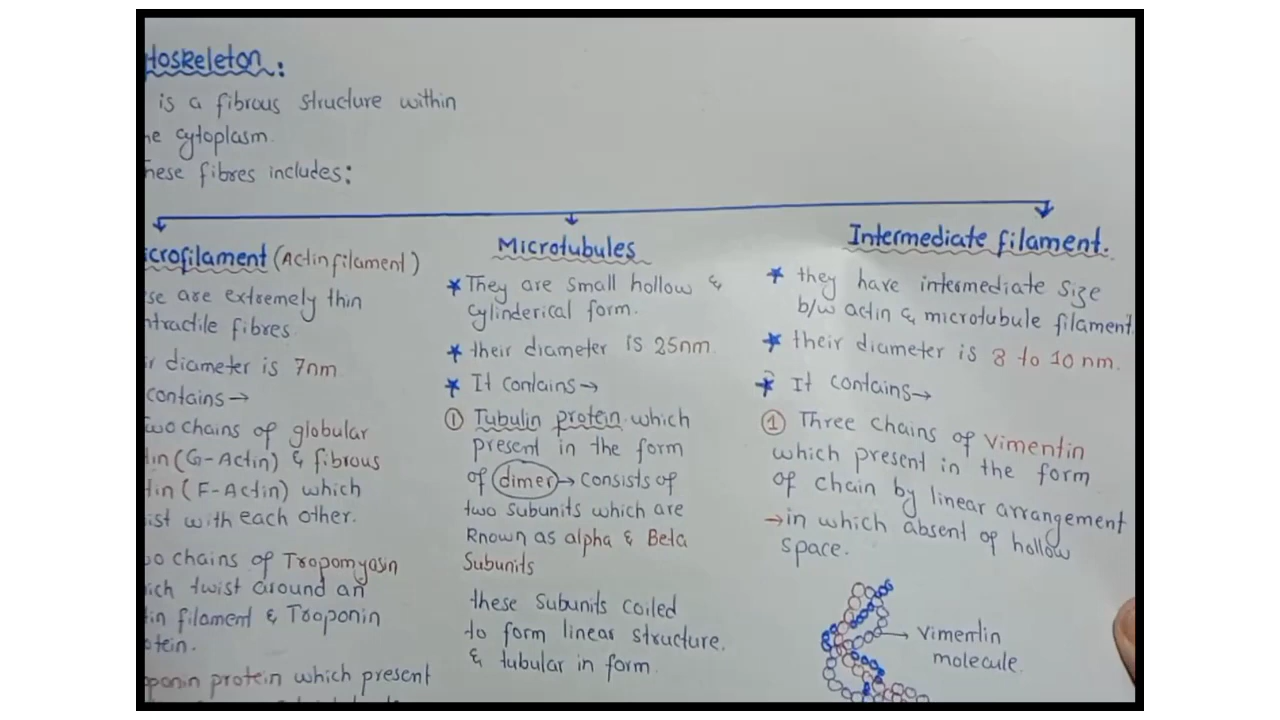 toskeleton:
is a fibrous structure within
he cytoplasm.
hese fibres includes:
icrofilament (Actin filament)
se are extremely thin
ntractile fibres.
ir diameter is 7nm
contains →
Two chains of globular
tin (G-Actin) & fibrous
tin (F-Actin) which
ist with each other.
wo chains of Tropomyosin
ich twist around an
tin filament & Troponin
otein.
oponin protein which present
Microtubules
* They are small hollow &
cylinderical form.
* their diameter is 25nm.
* It contains →
① Tubulin protein which
present in the form
of dimer → consists of
two subunits which are
known as alpha & Beta
Subunits
these subunits coiled
to form linear structure.
& tubular in form.
Intermediate filament.
* they have intermediate size
b/w actin & microtubule filament.
* their diameter is 8 to 10 nm.
* It contains →
① Three chains of Vimentin
which present in the form
of chain by linear arrangement
→ in which absent of hollow
space.
→ vimentin
molecule.